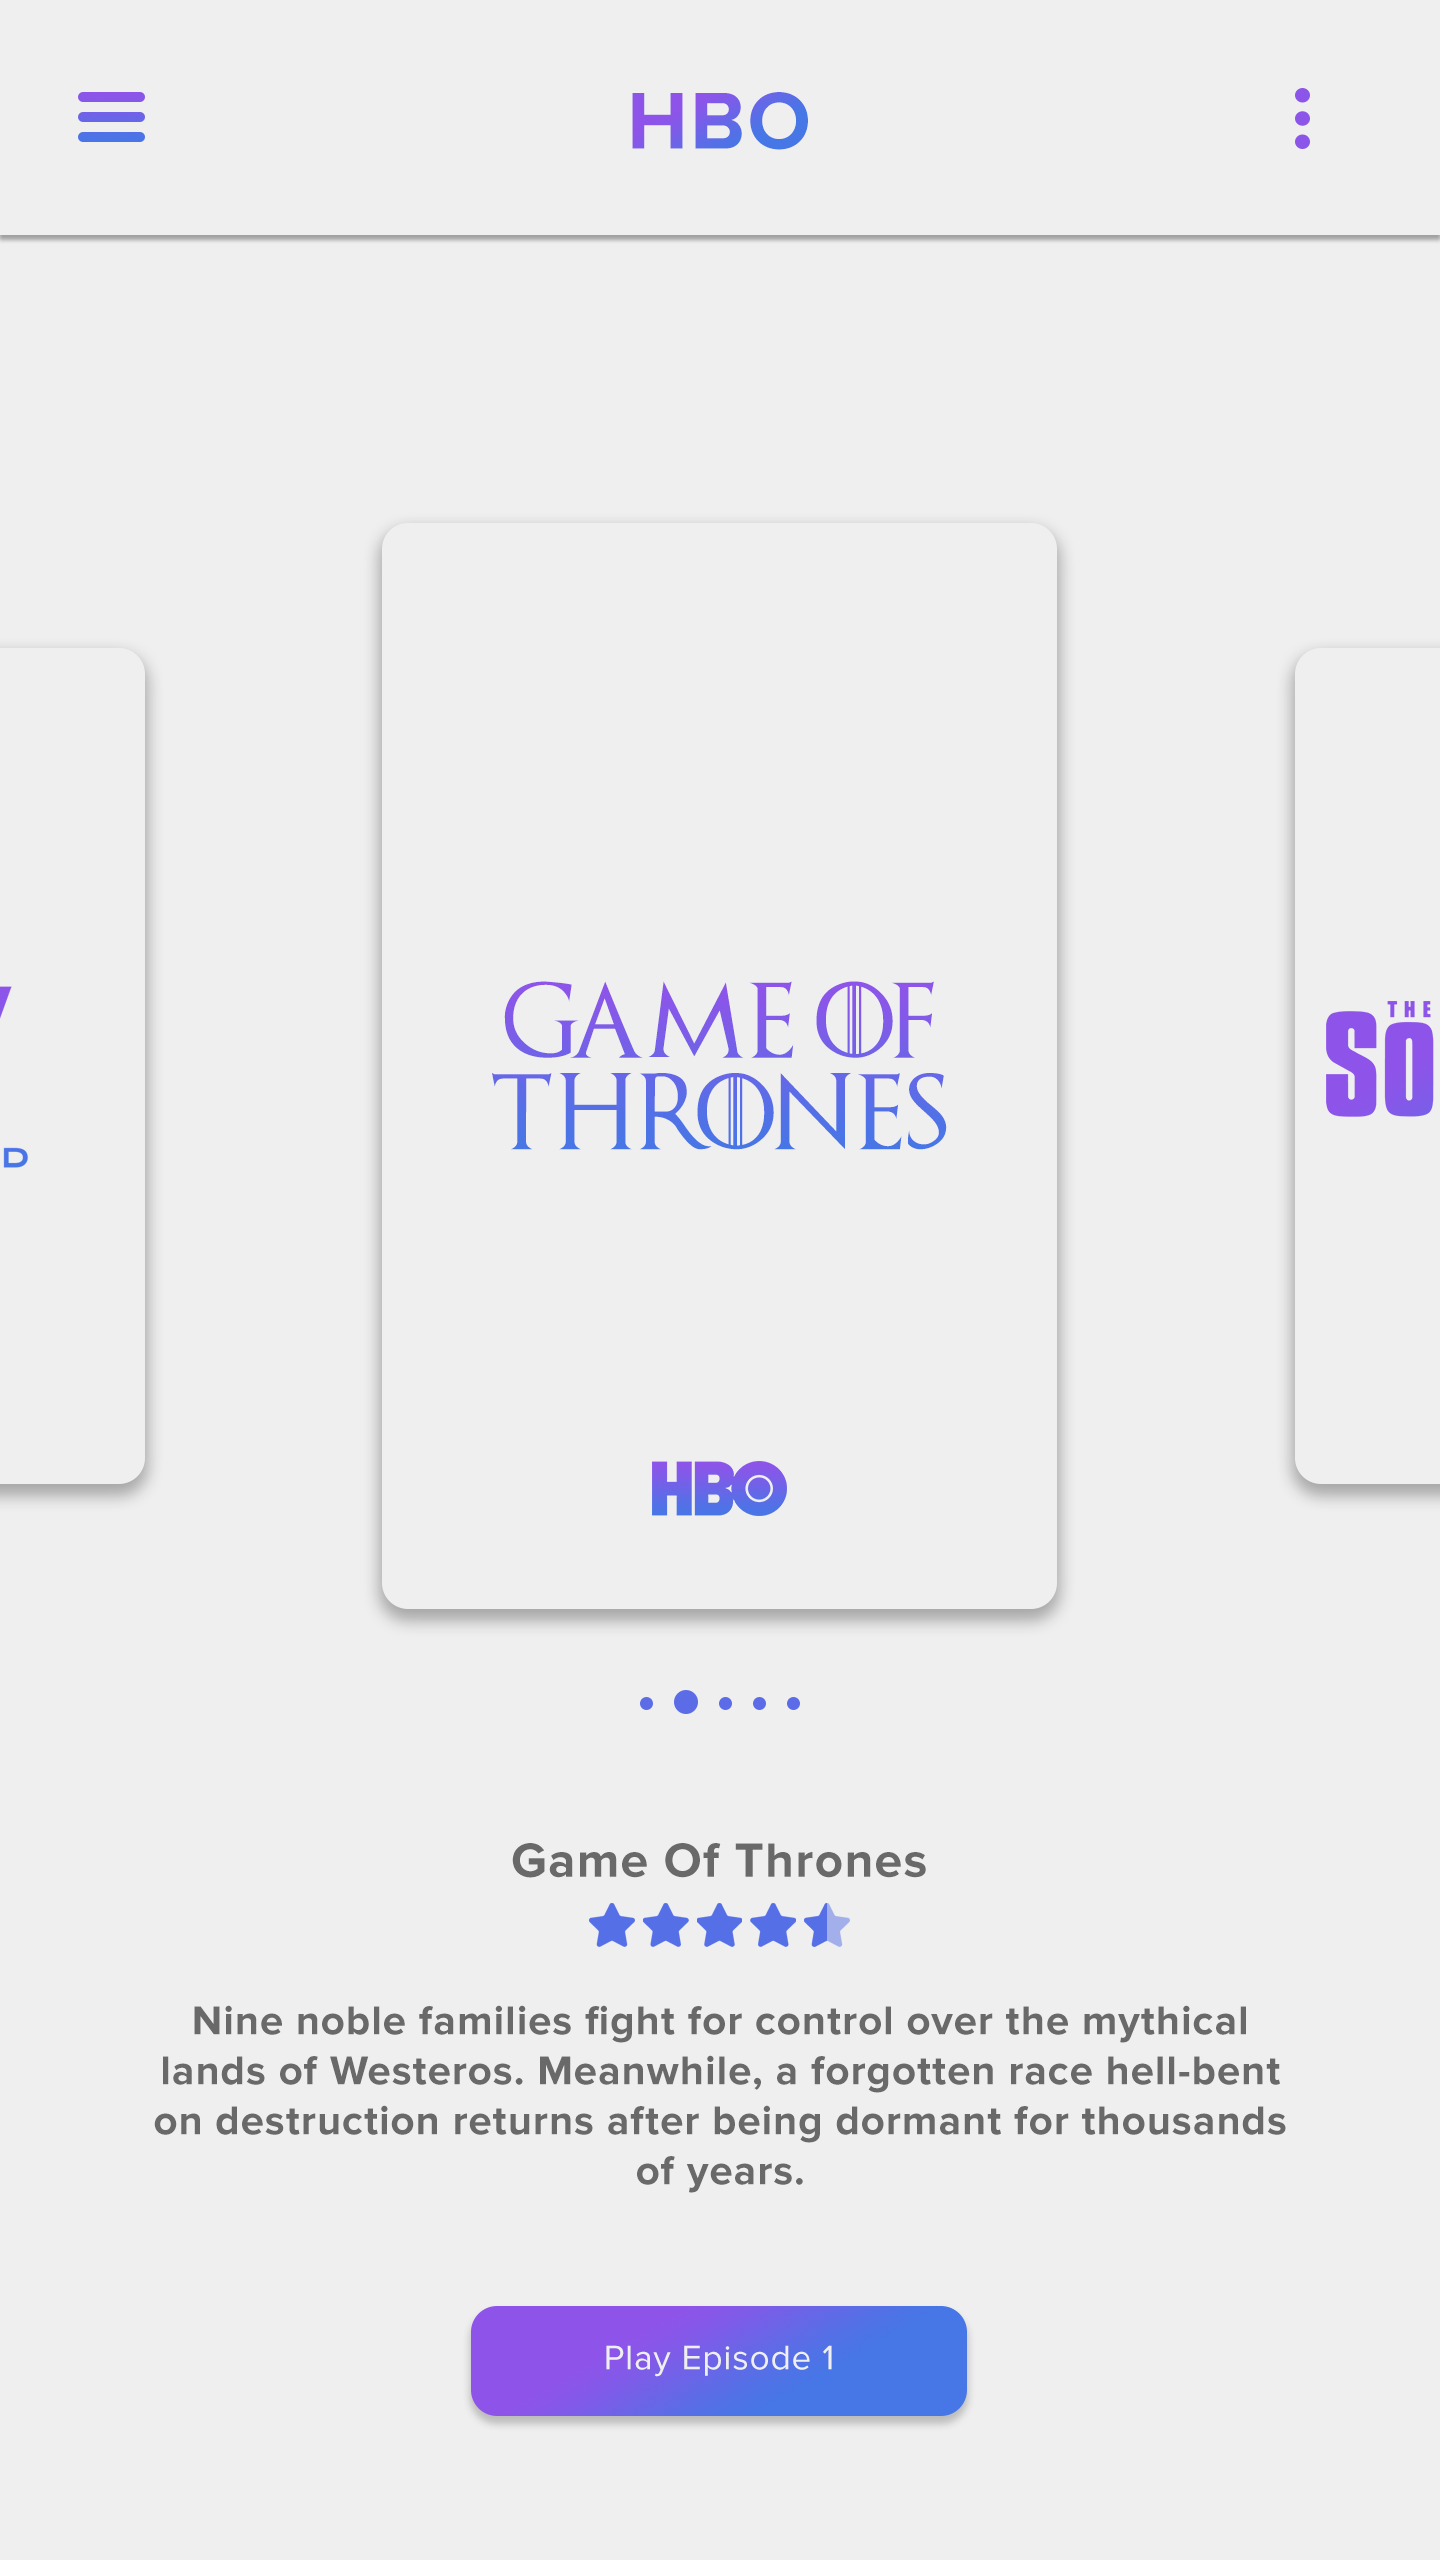 HBO
THE
SO
GAME OF
THRONES
D
HBO
Game Of Thrones
Nine noble families fight for control over the mythical
lands of Westeros. Meanwhile, a forgotten race hell-bent
on destruction returns after being dormant for thousands
of years.
Play Episode 1